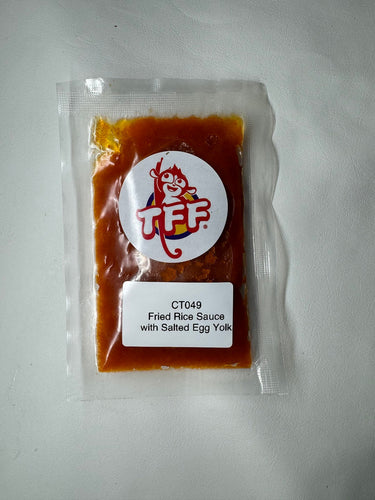 TFF
CT049
Fried Rice Sauce
with Salted Egg Yolk